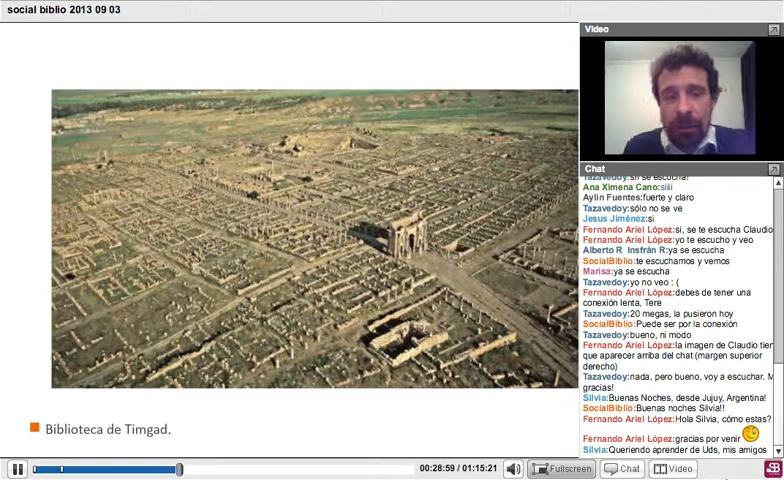 social biblio 2013 09 03
Biblioteca de Timgad.
Video
Chat
Tazavedoy:sii se escucha!
Ana Ximena Cano:siiii
Aylin Fuentes:fuerte y claro
Tazavedoy:sólo no se ve
Jesus Jiménez:si
Fernando Ariel López:si, se te escucha Claudio
Fernando Ariel López:yo te escucho y veo
Alberto R Insfrán R:ya se escucha
SocialBiblio:te escuchamos y vemos
Marisa:ya se escucha
Tazavedoy:yo no veo : (
Fernando Ariel López:debes de tener una
conexión lenta, Tere
Tazavedoy:20 megas, la pusieron hoy
SocialBiblio:Puede ser por la conexión
Tazavedoy:bueno, ni modo
Fernando Ariel López:la imagen de Claudio tien
que aparecer arriba del chat (margen superior
derecho)
Tazavedoy:nada, pero bueno, voy a escuchar. M
gracias!
Silvia:Buenas Noches, desde Jujuy, Argentina!
SocialBiblio:Buenas noches Silvia!!
Fernando Ariel López:Hola Silvia, cómo estas?
Fernando Ariel López:gracias por venir
Silvia:Queriendo aprender de Uds, mis amigos
00:28:59 / 01:15:21
Fullscreen
Chat
Video
SB